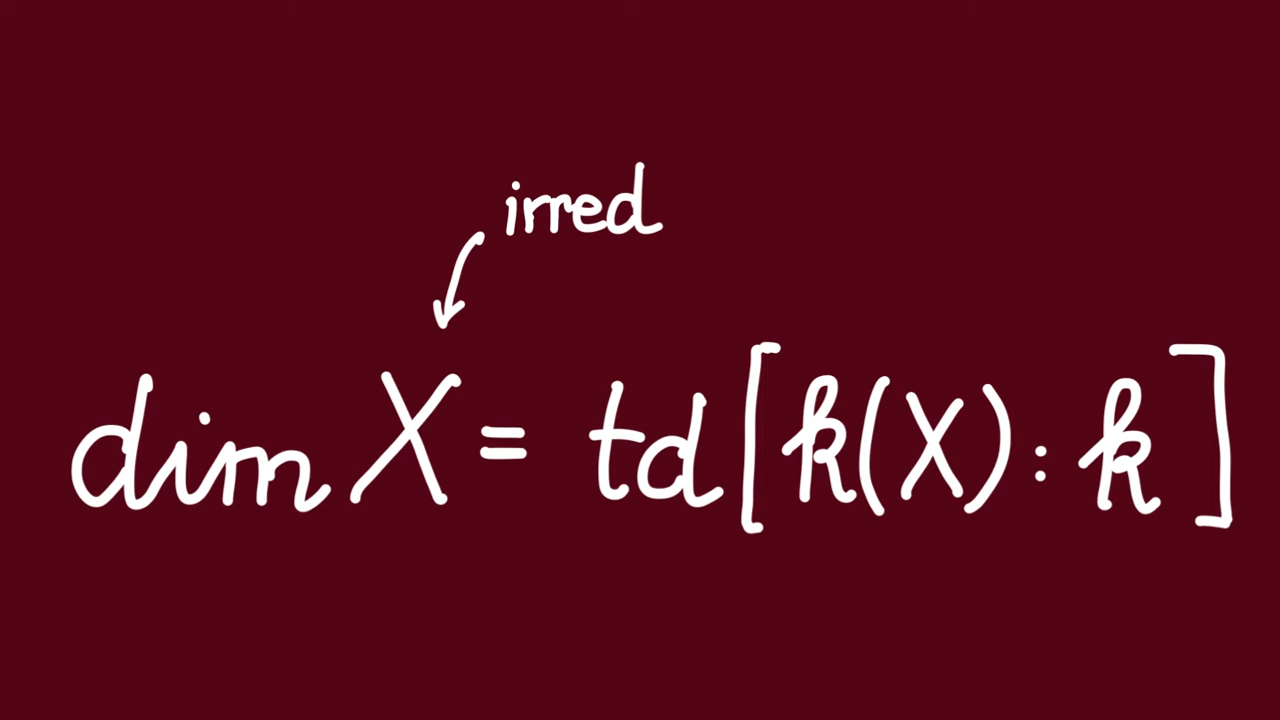 irred
dim X = td[k(X):k]